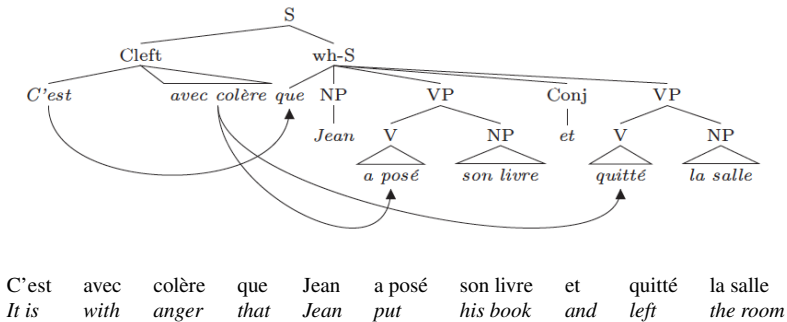 S
Cleft wh-S
C'est avec colère que NP VP Conj VP
Jean V NP et V NP
a posé son livre quitté la salle
C'est avec colère que Jean a posé son livre et quitté la salle
It is with anger that Jean put his book and left the room